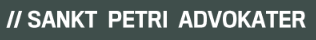 // SANKT PETRI ADVOKATER